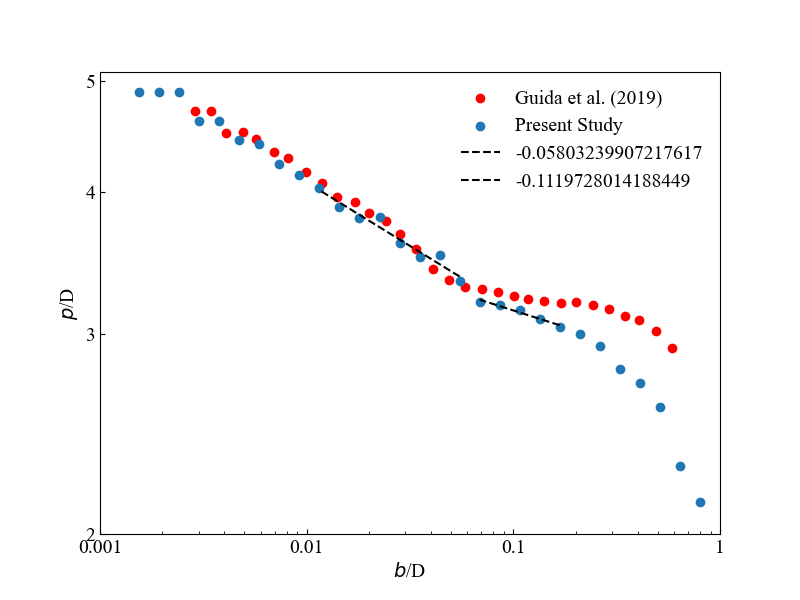 5
Guida et al. (2019)
Present Study
-0.05803239907217617
-0.1119728014188449
4
p/D
3
2
0.001
0.01
0.1
1
b/D